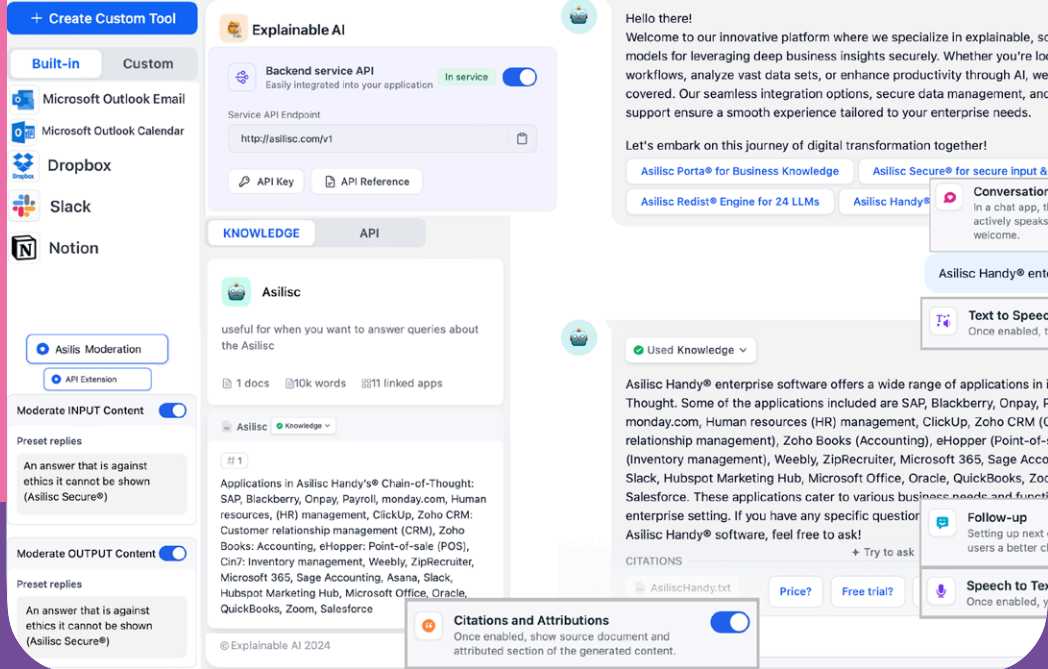 + Create Custom Tool
Built-in
Custom
Microsoft Outlook Email
Microsoft Outlook Calendar
Dropbox
Dropbox
Slack
Notion
Asilis Moderation
API Extension
Moderate INPUT Content
Preset replies
An answer that is against
ethics it cannot be shown
(Asilisc Secure®)
Moderate OUTPUT Content
Preset replies
An answer that is against
ethics it cannot be shown
(Asilisc Secure®)
Explainable AI
Backend service API
In service
Easily integrated into your application
Service API Endpoint
http://asilisc.com/v1
API Key
API Reference
KNOWLEDGE
API
Asilisc
useful for when you want to answer queries about
the Asilisc
1 docs
10k words
11 linked apps
Asilisc
Knowledge
# 1
Applications in Asilisc Handy's® Chain-of-Thought:
SAP, Blackberry, Onpay, Payroll, monday.com, Human
resources, (HR) management, ClickUp, Zoho CRM:
Customer relationship management (CRM), Zoho
Books: Accounting, eHopper: Point-of-sale (POS),
Cin7: Inventory management, Weebly, ZipRecruiter,
Microsoft 365, Sage Accounting, Asana, Slack,
Hubspot Marketing Hub, Microsoft Office, Oracle,
QuickBooks, Zoom, Salesforce
© Explainable AI 2024
Citations and Attributions
Once enabled, show source document and
attributed section of the generated content.
Hello there!
Welcome to our innovative platform where we specialize in explainable,
models for leveraging deep business insights securely. Whether you're
workflows, analyze vast data sets, or enhance productivity through AI, we
covered. Our seamless integration options, secure data management, and
support ensure a smooth experience tailored to your enterprise needs.
Let's embark on this journey of digital transformation together!
Asilisc Porta® for Business Knowledge
Asilisc Secure® for secure input &
Asilisc Redist® Engine for 24 LLMs
Asilisc Handy®
Conversation
In a chat app,
actively speaks
welcome.
Asilisc Handy®
Text to
Once enabled,
Used Knowledge
Asilisc Handy® enterprise software offers a wide range of applications in
Thought. Some of the applications included are SAP, Blackberry, Onpay,
monday.com, Human resources (HR) management, ClickUp, Zoho CRM
relationship management), Zoho Books (Accounting), eHopper
(Inventory management), Weebly, ZipRecruiter, Microsoft 365, Sage
Slack, Hubspot Marketing Hub, Microsoft Office, Oracle, QuickBooks,
Salesforce. These applications cater to various business needs and
enterprise setting. If you have any specific question
Asilisc Handy® software, feel free to ask!
Follow-up
Setting up next
users a better
CITATIONS
+ Try to ask
AsiliscHandy.txt
Price?
Free trial?
Speech to
Once enabled,